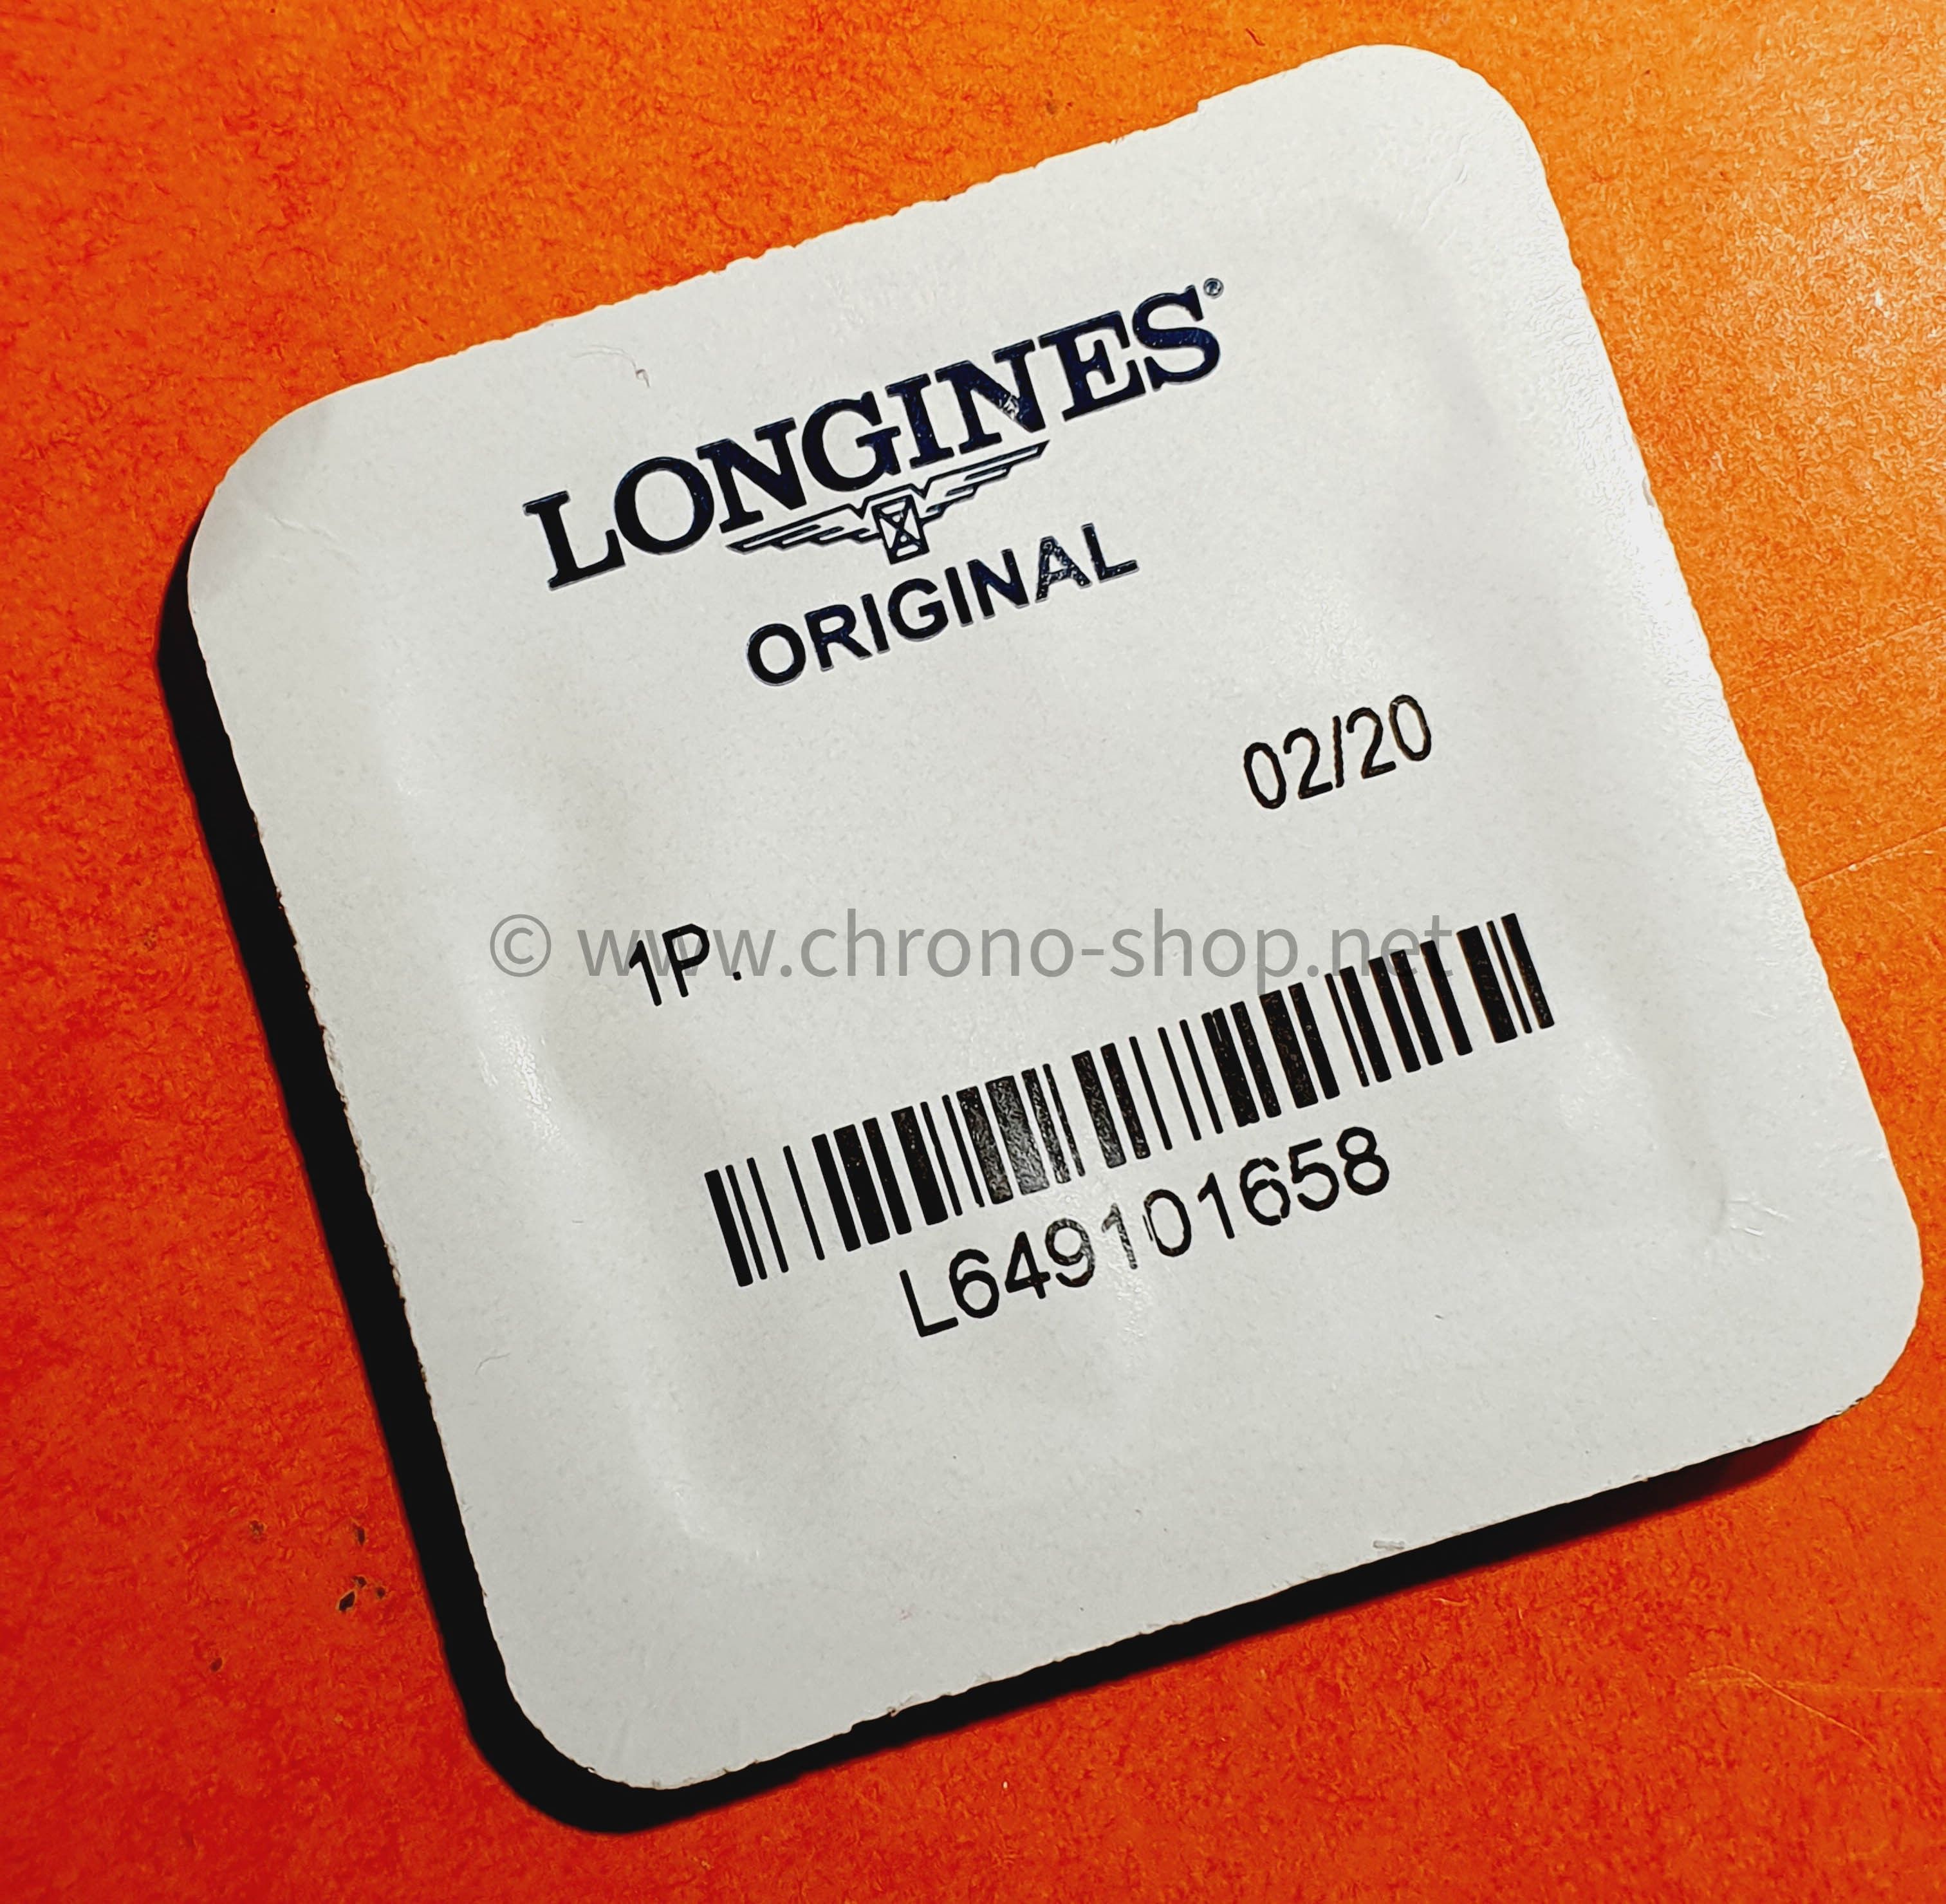 LONGINES®
ORIGINAL
02/20
1P.
© www.chrono-shop.net
L649101658